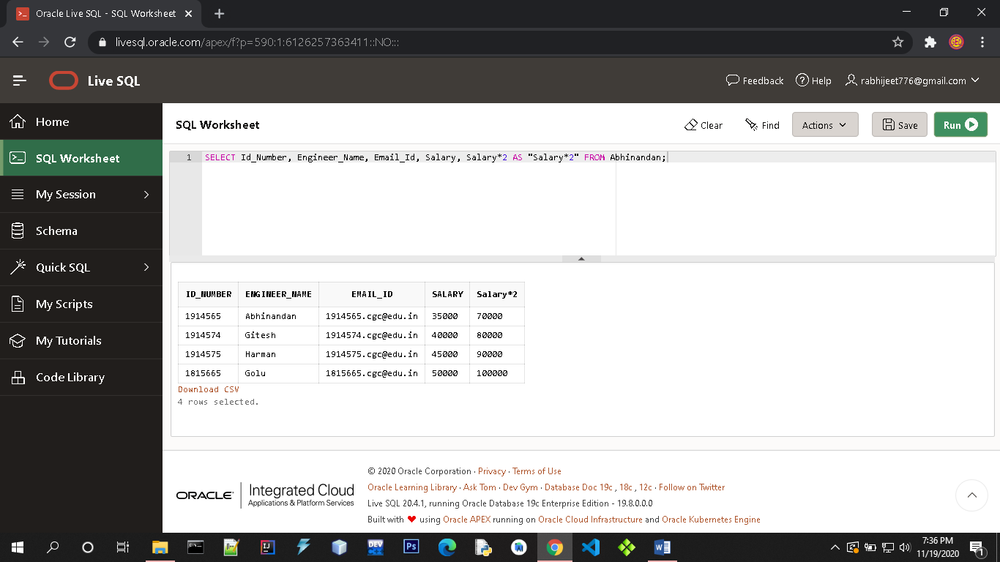 Oracle Live SQL - SQL Worksheet
livesql.oracle.com/apex/f?p=590:1:6126257363411::NO:::
Live SQL
Feedback
Help
rabhijeet776@gmail.com
Home
SQL Worksheet
My Session
Schema
Quick SQL
My Scripts
My Tutorials
Code Library
SQL Worksheet
Clear
Find
Actions
Save
Run
1 SELECT Id_Number, Engineer_Name, Email_Id, Salary, Salary*2 AS "Salary*2" FROM Abhinandan;
ID_NUMBER ENGINEER_NAME EMAIL_ID SALARY Salary*2
1914565 Abhinandan 1914565.cgc@edu.in 35000 70000
1914574 Gitesh 1914574.cgc@edu.in 40000 80000
1914575 Harman 1914575.cgc@edu.in 45000 90000
1815665 Golu 1815665.cgc@edu.in 50000 100000
Download CSV
4 rows selected.
ORACLE
Integrated Cloud
Applications & Platform Services
© 2020 Oracle Corporation · Privacy · Terms of Use
Oracle Learning Library · Ask Tom · Dev Gym · Database Doc 19c , 18c , 12c · Follow on Twitter
Live SQL 20.4.1, running Oracle Database 19c Enterprise Edition - 19.8.0.0.0
Built with ❤ using Oracle APEX running on Oracle Cloud Infrastructure and Oracle Kubernetes Engine
DEV
Ps
7:36 PM
11/19/2020
1